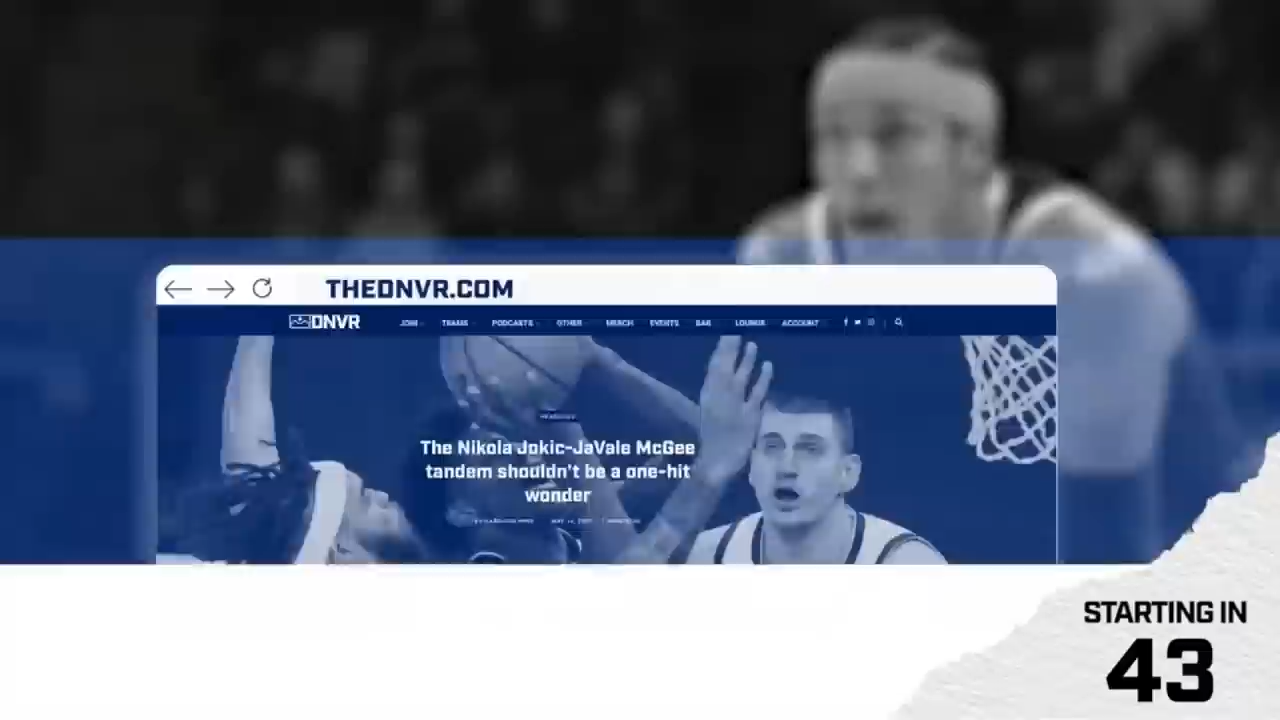 THEDNVR.COM
DNVR JOIN TEAMS PODCASTS OTHER MERCH EVENTS BAR LOUNGE ACCOUNT
The Nikola Jokic-JaVale McGee
tandem shouldn't be a one-hit
wonder
STARTING IN
43